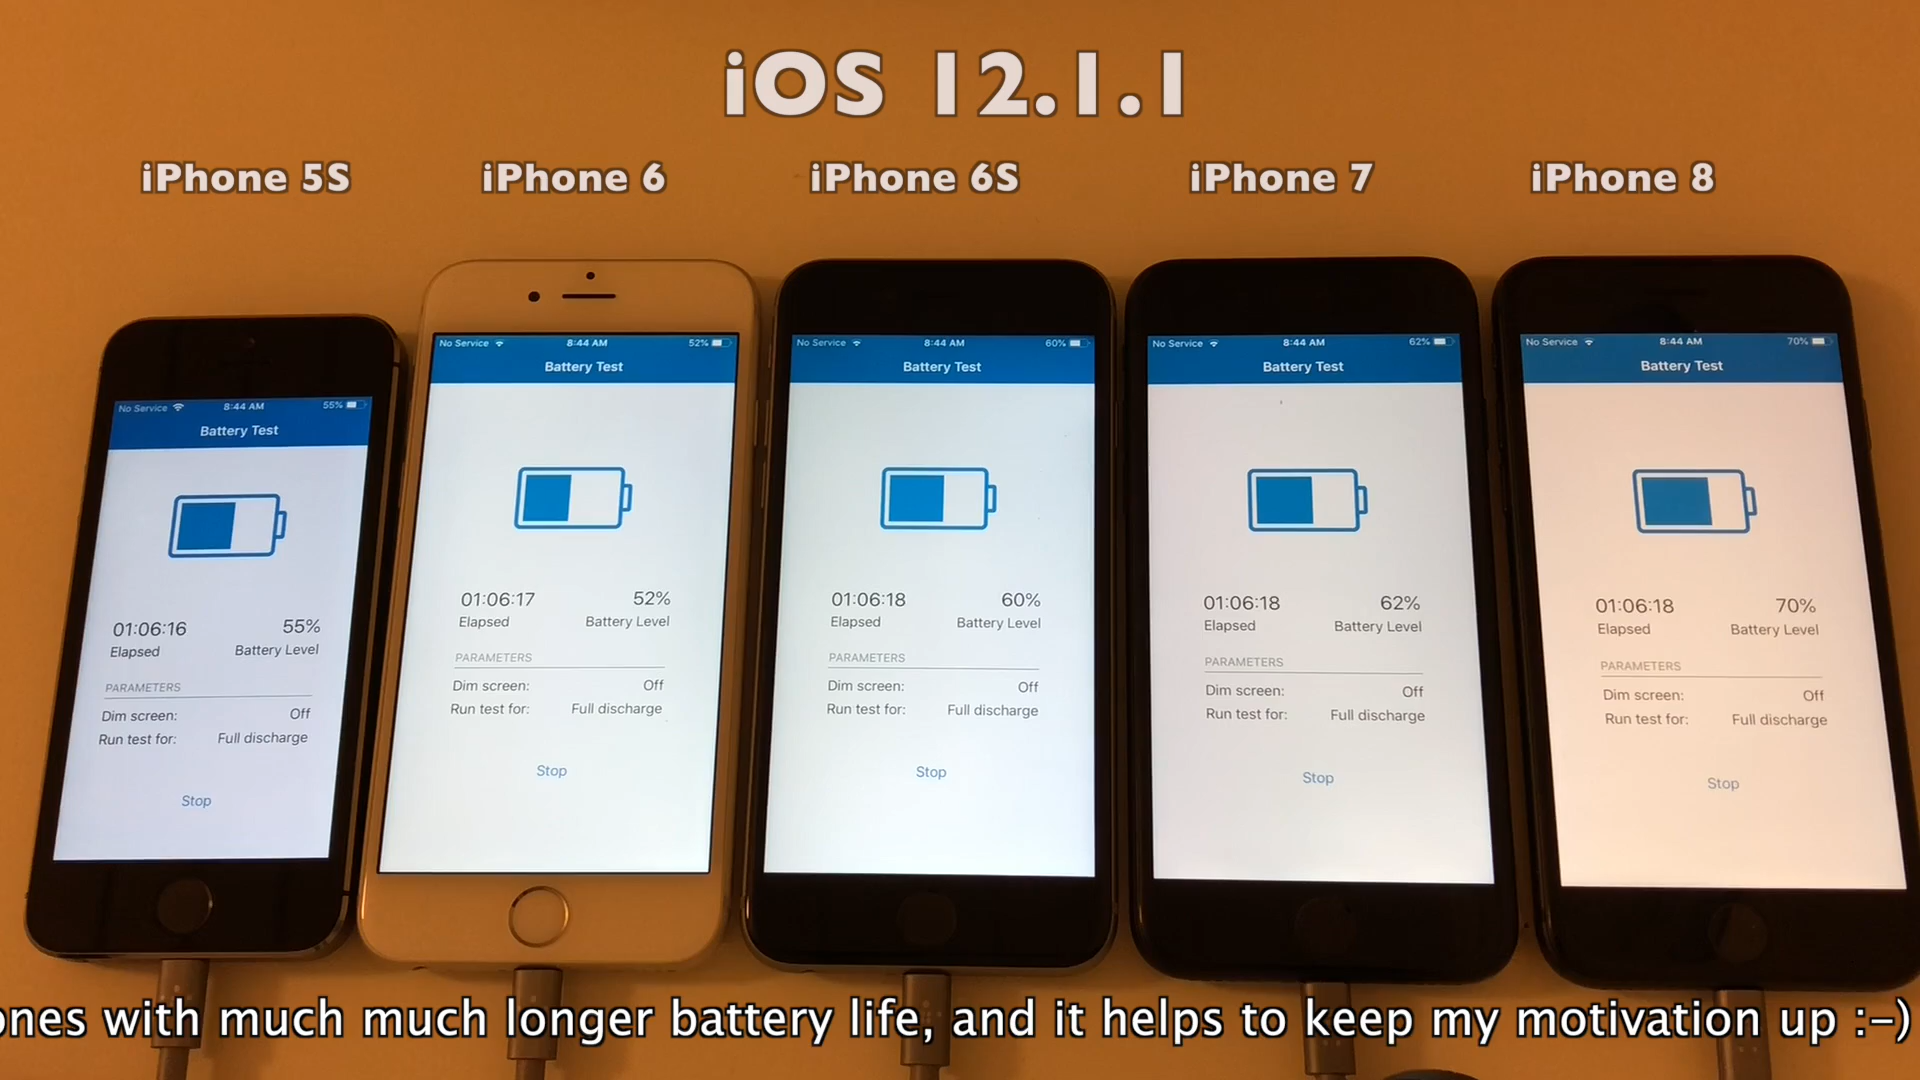 iOS 12.1.1
iPhone 5S
iPhone 6
iPhone 6S
iPhone 7
iPhone 8
No Service 8:44 AM 55%
Battery Test
01:06:16 55%
Elapsed Battery Level
PARAMETERS
Dim screen: Off
Run test for: Full discharge
Stop
No Service 8:44 AM 52%
Battery Test
01:06:17 52%
Elapsed Battery Level
PARAMETERS
Dim screen: Off
Run test for: Full discharge
Stop
No Service 8:44 AM 60%
Battery Test
01:06:18 60%
Elapsed Battery Level
PARAMETERS
Dim screen: Off
Run test for: Full discharge
Stop
No Service 8:44 AM 62%
Battery Test
01:06:18 62%
Elapsed Battery Level
PARAMETERS
Dim screen: Off
Run test for: Full discharge
Stop
No Service 8:44 AM 70%
Battery Test
01:06:18 70%
Elapsed Battery Level
PARAMETERS
Dim screen: Off
Run test for: Full discharge
Stop
ones with much much longer battery life, and it helps to keep my motivation up :-)